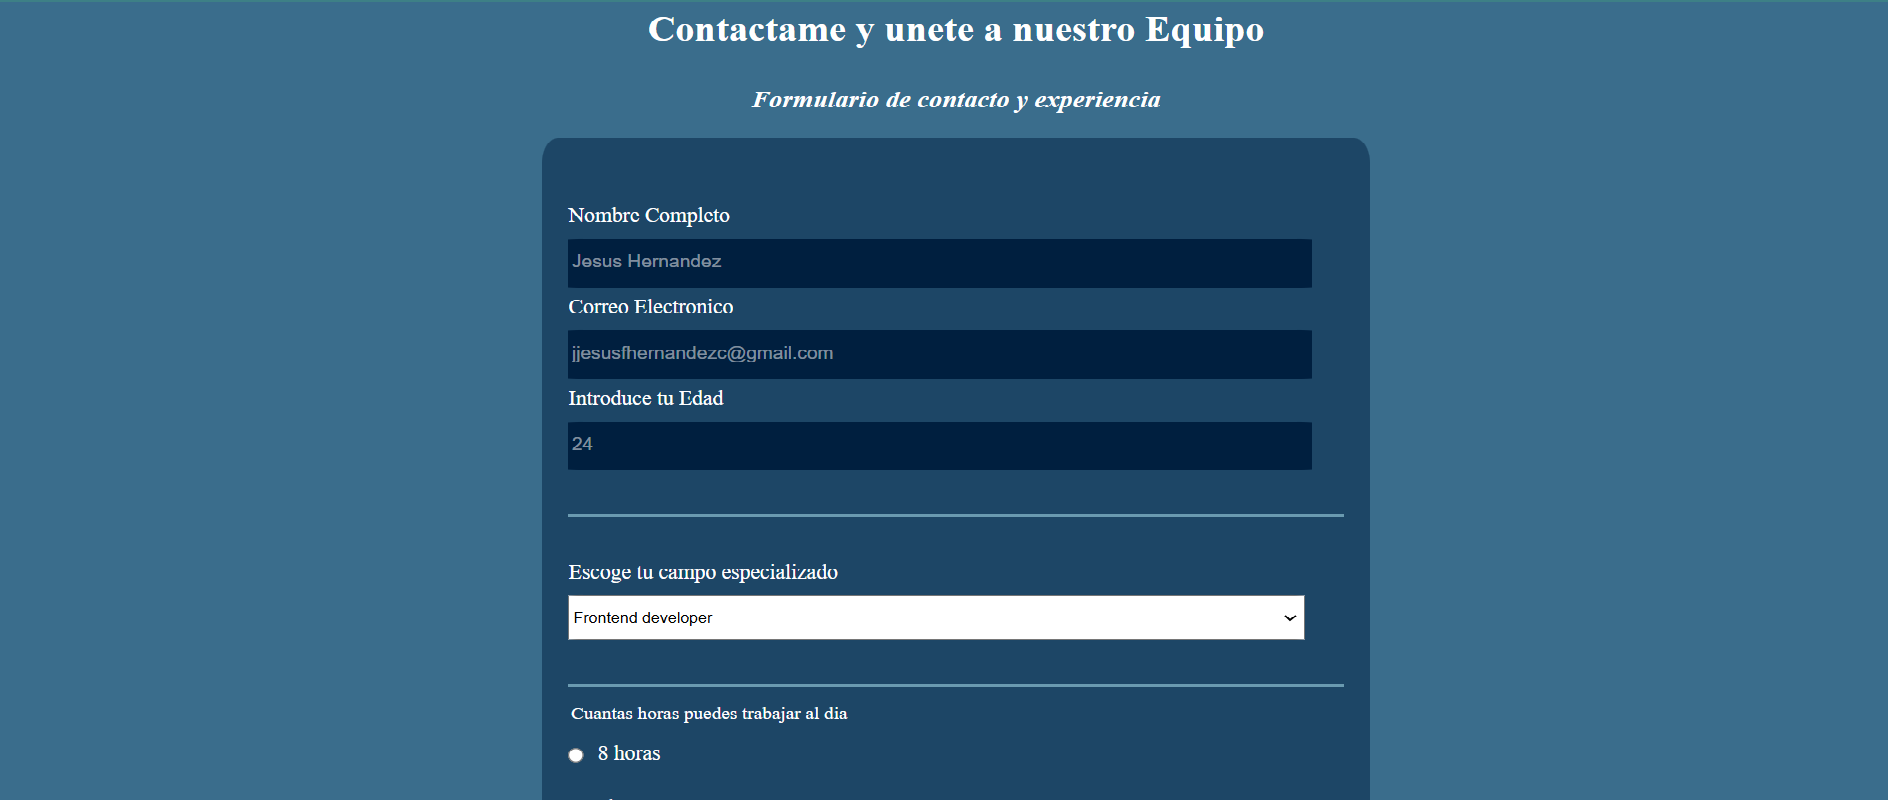 Contactame y unete a nuestro Equipo
Formulario de contacto y experiencia
Nombre Completo
Jesus Hernandez
Correo Electronico
jjesusfhernandezc@gmail.com
Introduce tu Edad
24
Escoge tu campo especializado
Frontend developer
Cuantas horas puedes trabajar al dia
8 horas